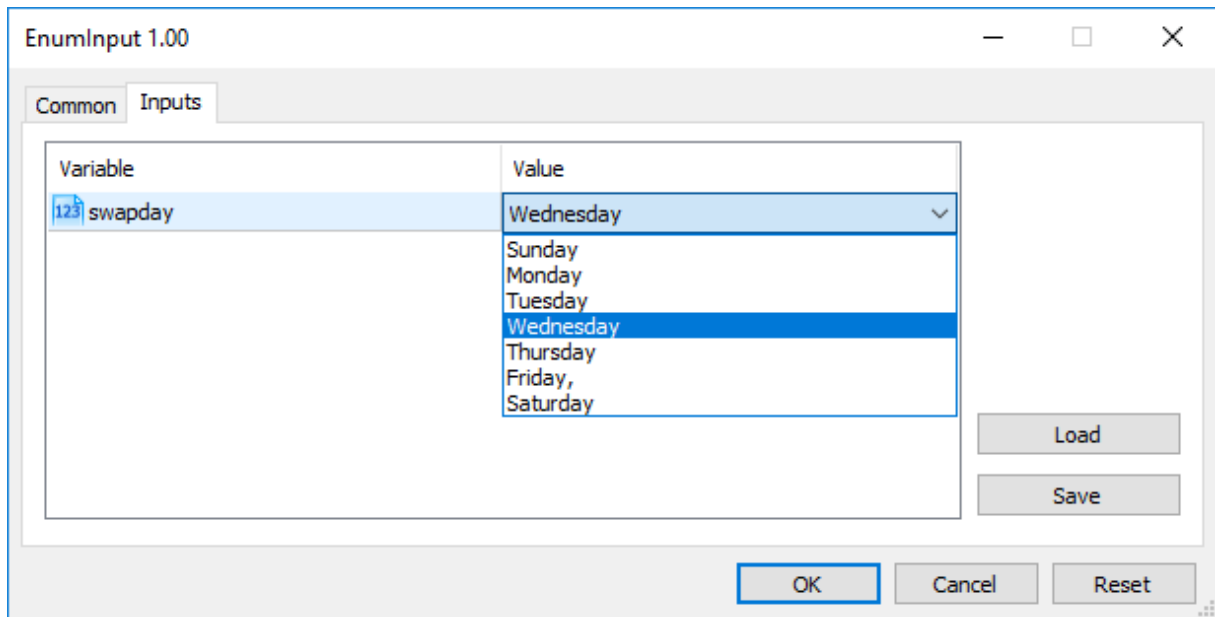 EnumInput 1.00
Common Inputs
Variable Value
123 swapday Wednesday
Sunday
Monday
Tuesday
Wednesday
Thursday
Friday,
Saturday
Load
Save
OK Cancel Reset